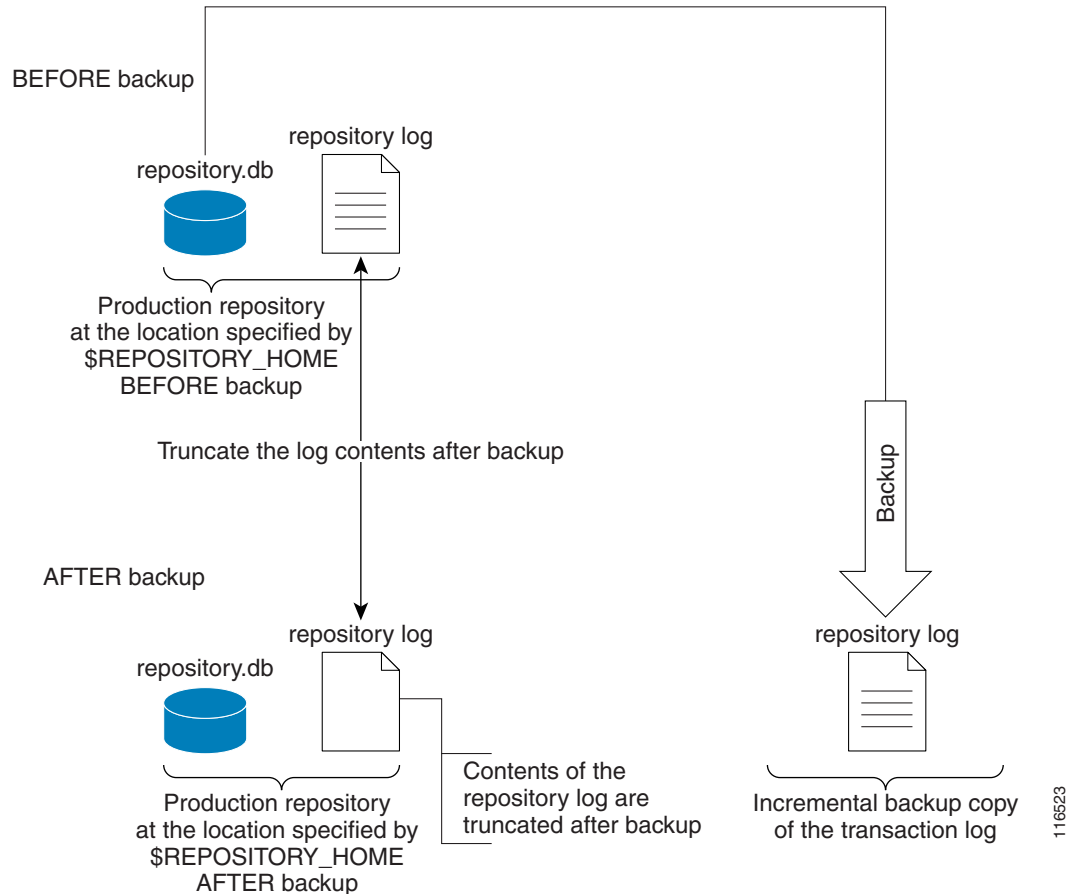 BEFORE backup
repository log
repository.db
Production repository
at the location specified by
$REPOSITORY_HOME
BEFORE backup
Truncate the log contents after backup
Backup
AFTER backup
repository log
repository log
repository.db
Contents of the
repository log are
truncated after backup
Production repository
at the location specified by
$REPOSITORY_HOME
AFTER backup
Incremental backup copy
of the transaction log
116523